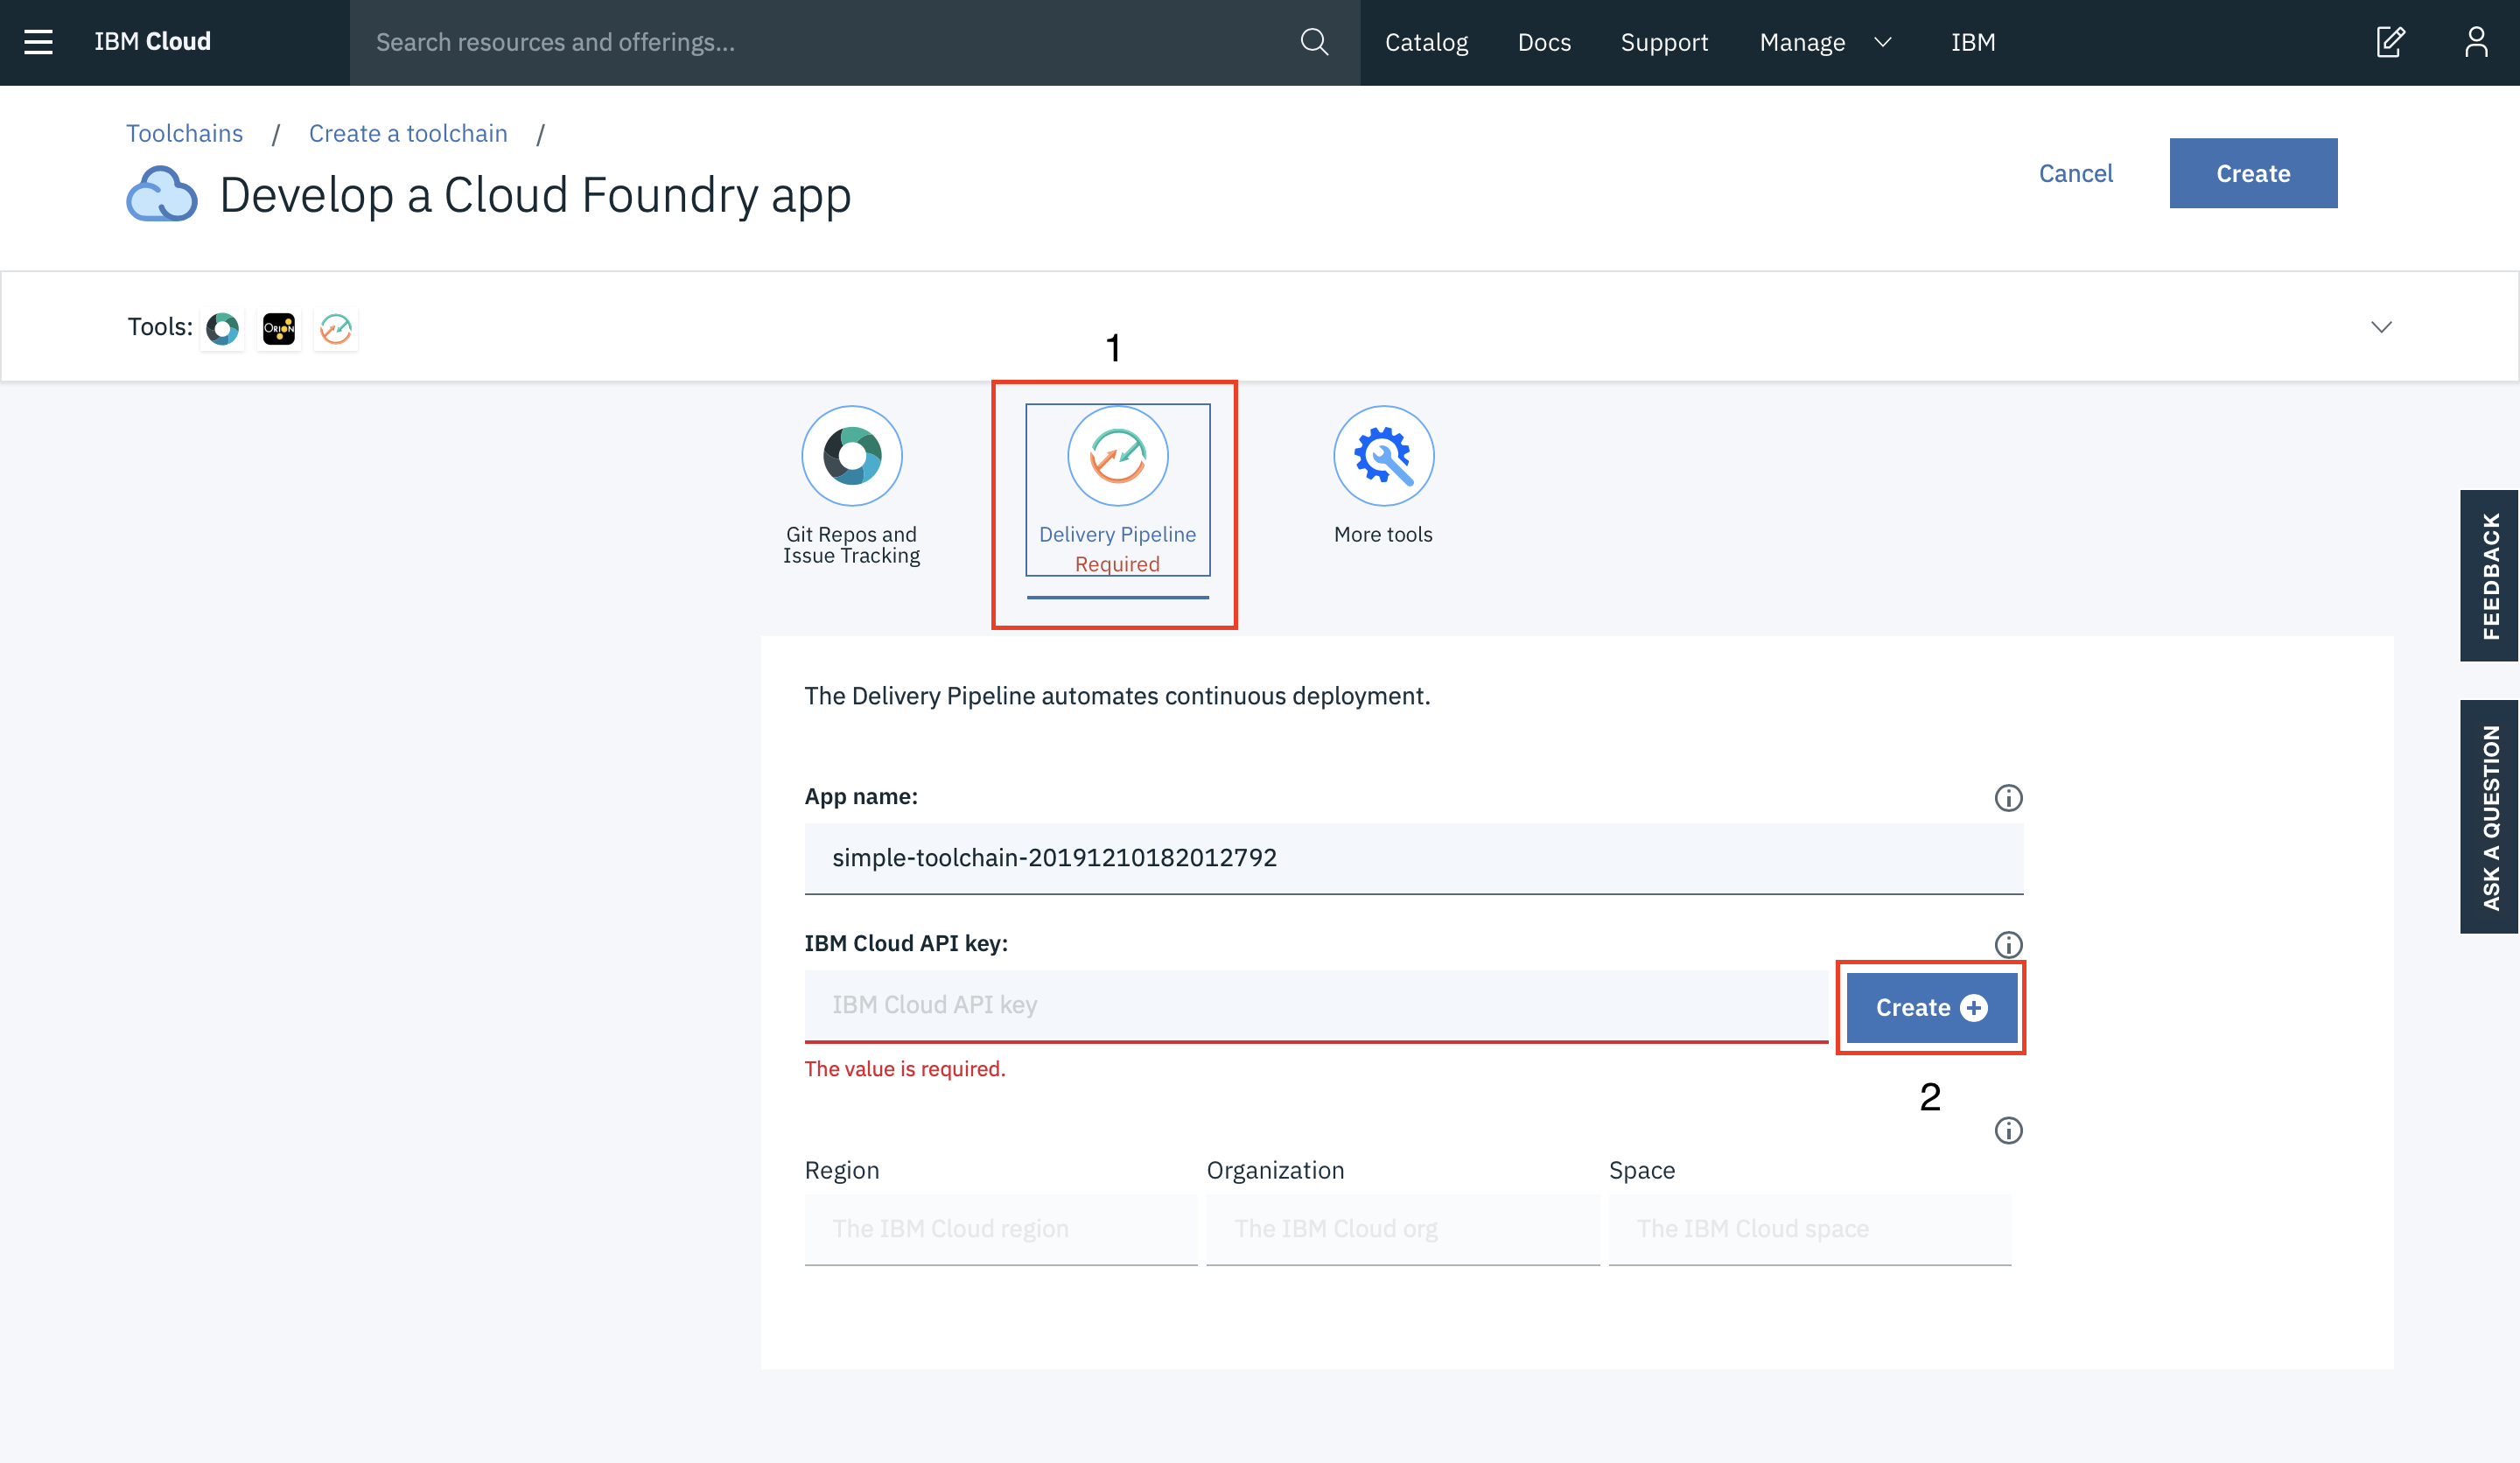 IBM Cloud
Search resources and offerings...
Catalog
Docs
Support
Manage
IBM
Toolchains / Create a toolchain /
Develop a Cloud Foundry app
Cancel
Create
Tools:
ORION
1
Git Repos and
Issue Tracking
Delivery Pipeline
Required
More tools
FEEDBACK
ASK A QUESTION
The Delivery Pipeline automates continuous deployment.
App name:
simple-toolchain-20191210182012792
IBM Cloud API key:
IBM Cloud API key
Create
The value is required.
2
Region
Organization
Space
The IBM Cloud region
The IBM Cloud org
The IBM Cloud space